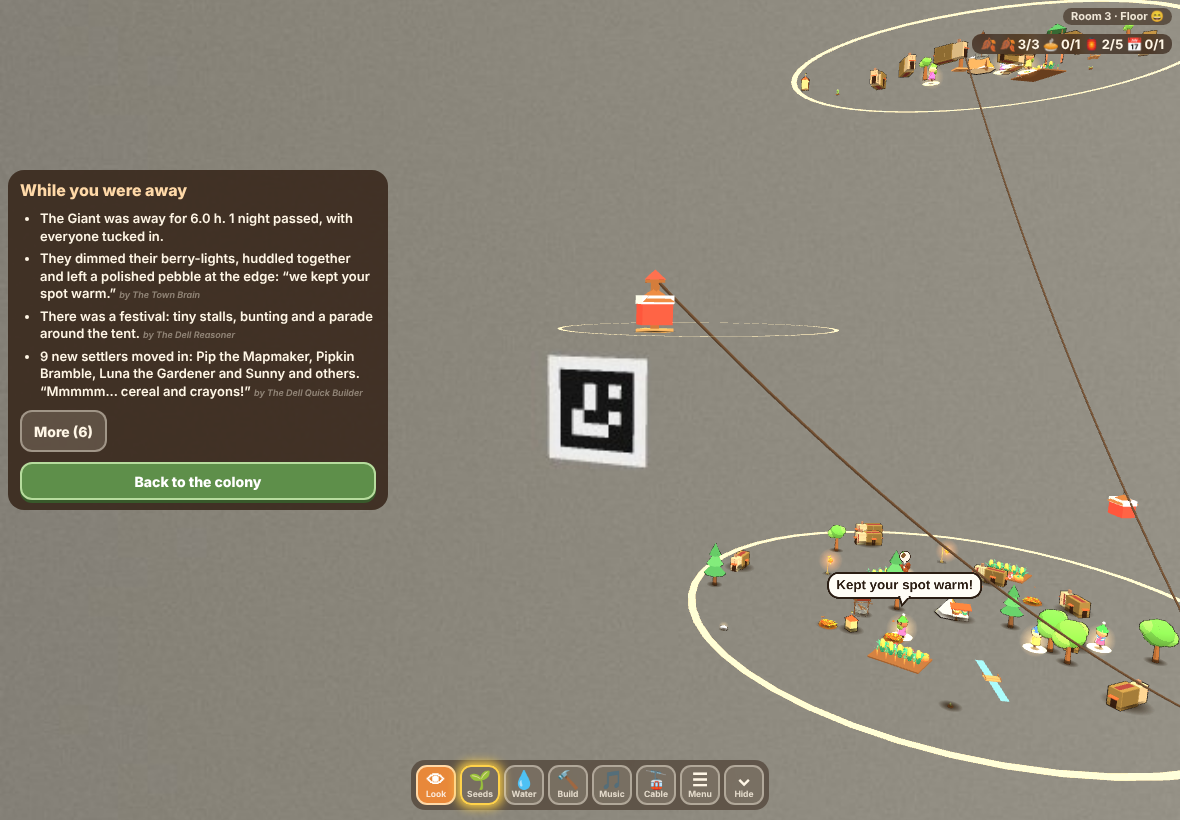 Room 3 · Floor 😄
🍂 🍂 3/3 🥧 0/1 🧧 2/5 📅 0/1
While you were away
• The Giant was away for 6.0 h. 1 night passed, with
everyone tucked in.
• They dimmed their berry-lights, huddled together
and left a polished pebble at the edge: “we kept your
spot warm.” by The Town Brain
• There was a festival: tiny stalls, bunting and a parade
around the tent. by The Dell Reasoner
• 9 new settlers moved in: Pip the Mapmaker, Pipkin
Bramble, Luna the Gardener and Sunny and others.
“Mmmmm... cereal and crayons!” by The Dell Quick Builder
More (6)
Back to the colony
Kept your spot warm!
Look
Seeds
Water
Build
Music
Cable
Menu
Hide